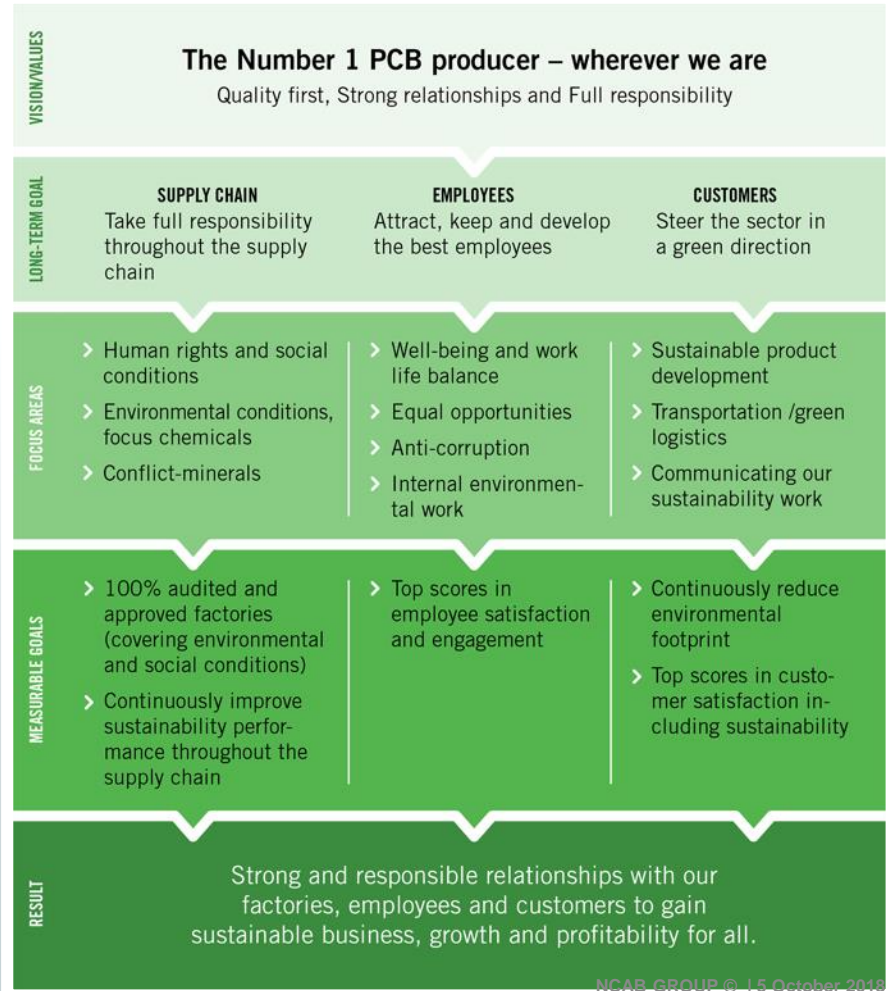 VISION/VALUES
The Number 1 PCB producer – wherever we are
Quality first, Strong relationships and Full responsibility
LONG-TERM GOAL
SUPPLY CHAIN
Take full responsibility
throughout the supply
chain
EMPLOYEES
Attract, keep and develop
the best employees
CUSTOMERS
Steer the sector in
a green direction
FOCUS AREAS
Human rights and social
conditions
Environmental conditions,
focus chemicals
Conflict-minerals
Well-being and work
life balance
Equal opportunities
Anti-corruption
Internal environmen-
tal work
Sustainable product
development
Transportation /green
logistics
Communicating our
sustainability work
MEASURABLE GOALS
100% audited and
approved factories
(covering environmental
and social conditions)
Continuously improve
sustainability perfor-
mance throughout the
supply chain
Top scores in
employee satisfaction
and engagement
Continuously reduce
environmental
footprint
Top scores in custo-
mer satisfaction in-
cluding sustainability
RESULT
Strong and responsible relationships with our
factories, employees and customers to gain
sustainable business, growth and profitability for all.
NCAB GROUP © | 5 October 2018